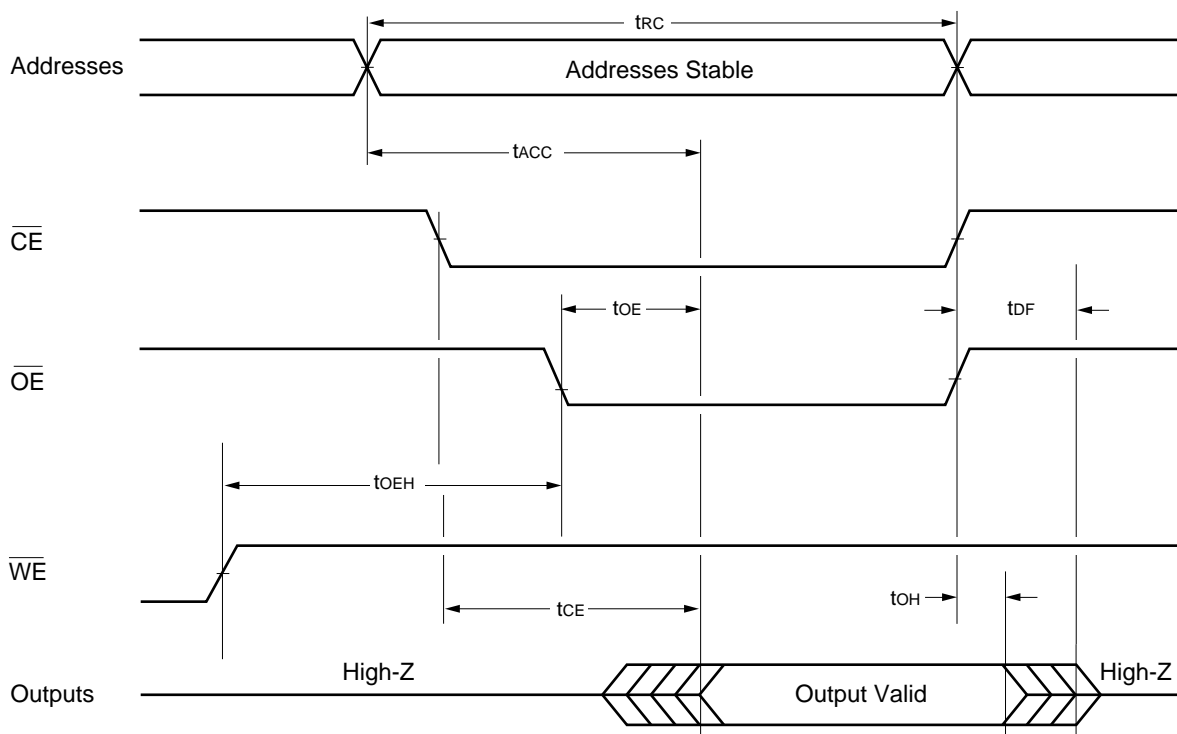 tRC
Addresses
Addresses Stable
tACC
CE
tOE
tDF
OE
tOEH
WE
tCE
tOH
High-Z
High-Z
Outputs
Output Valid